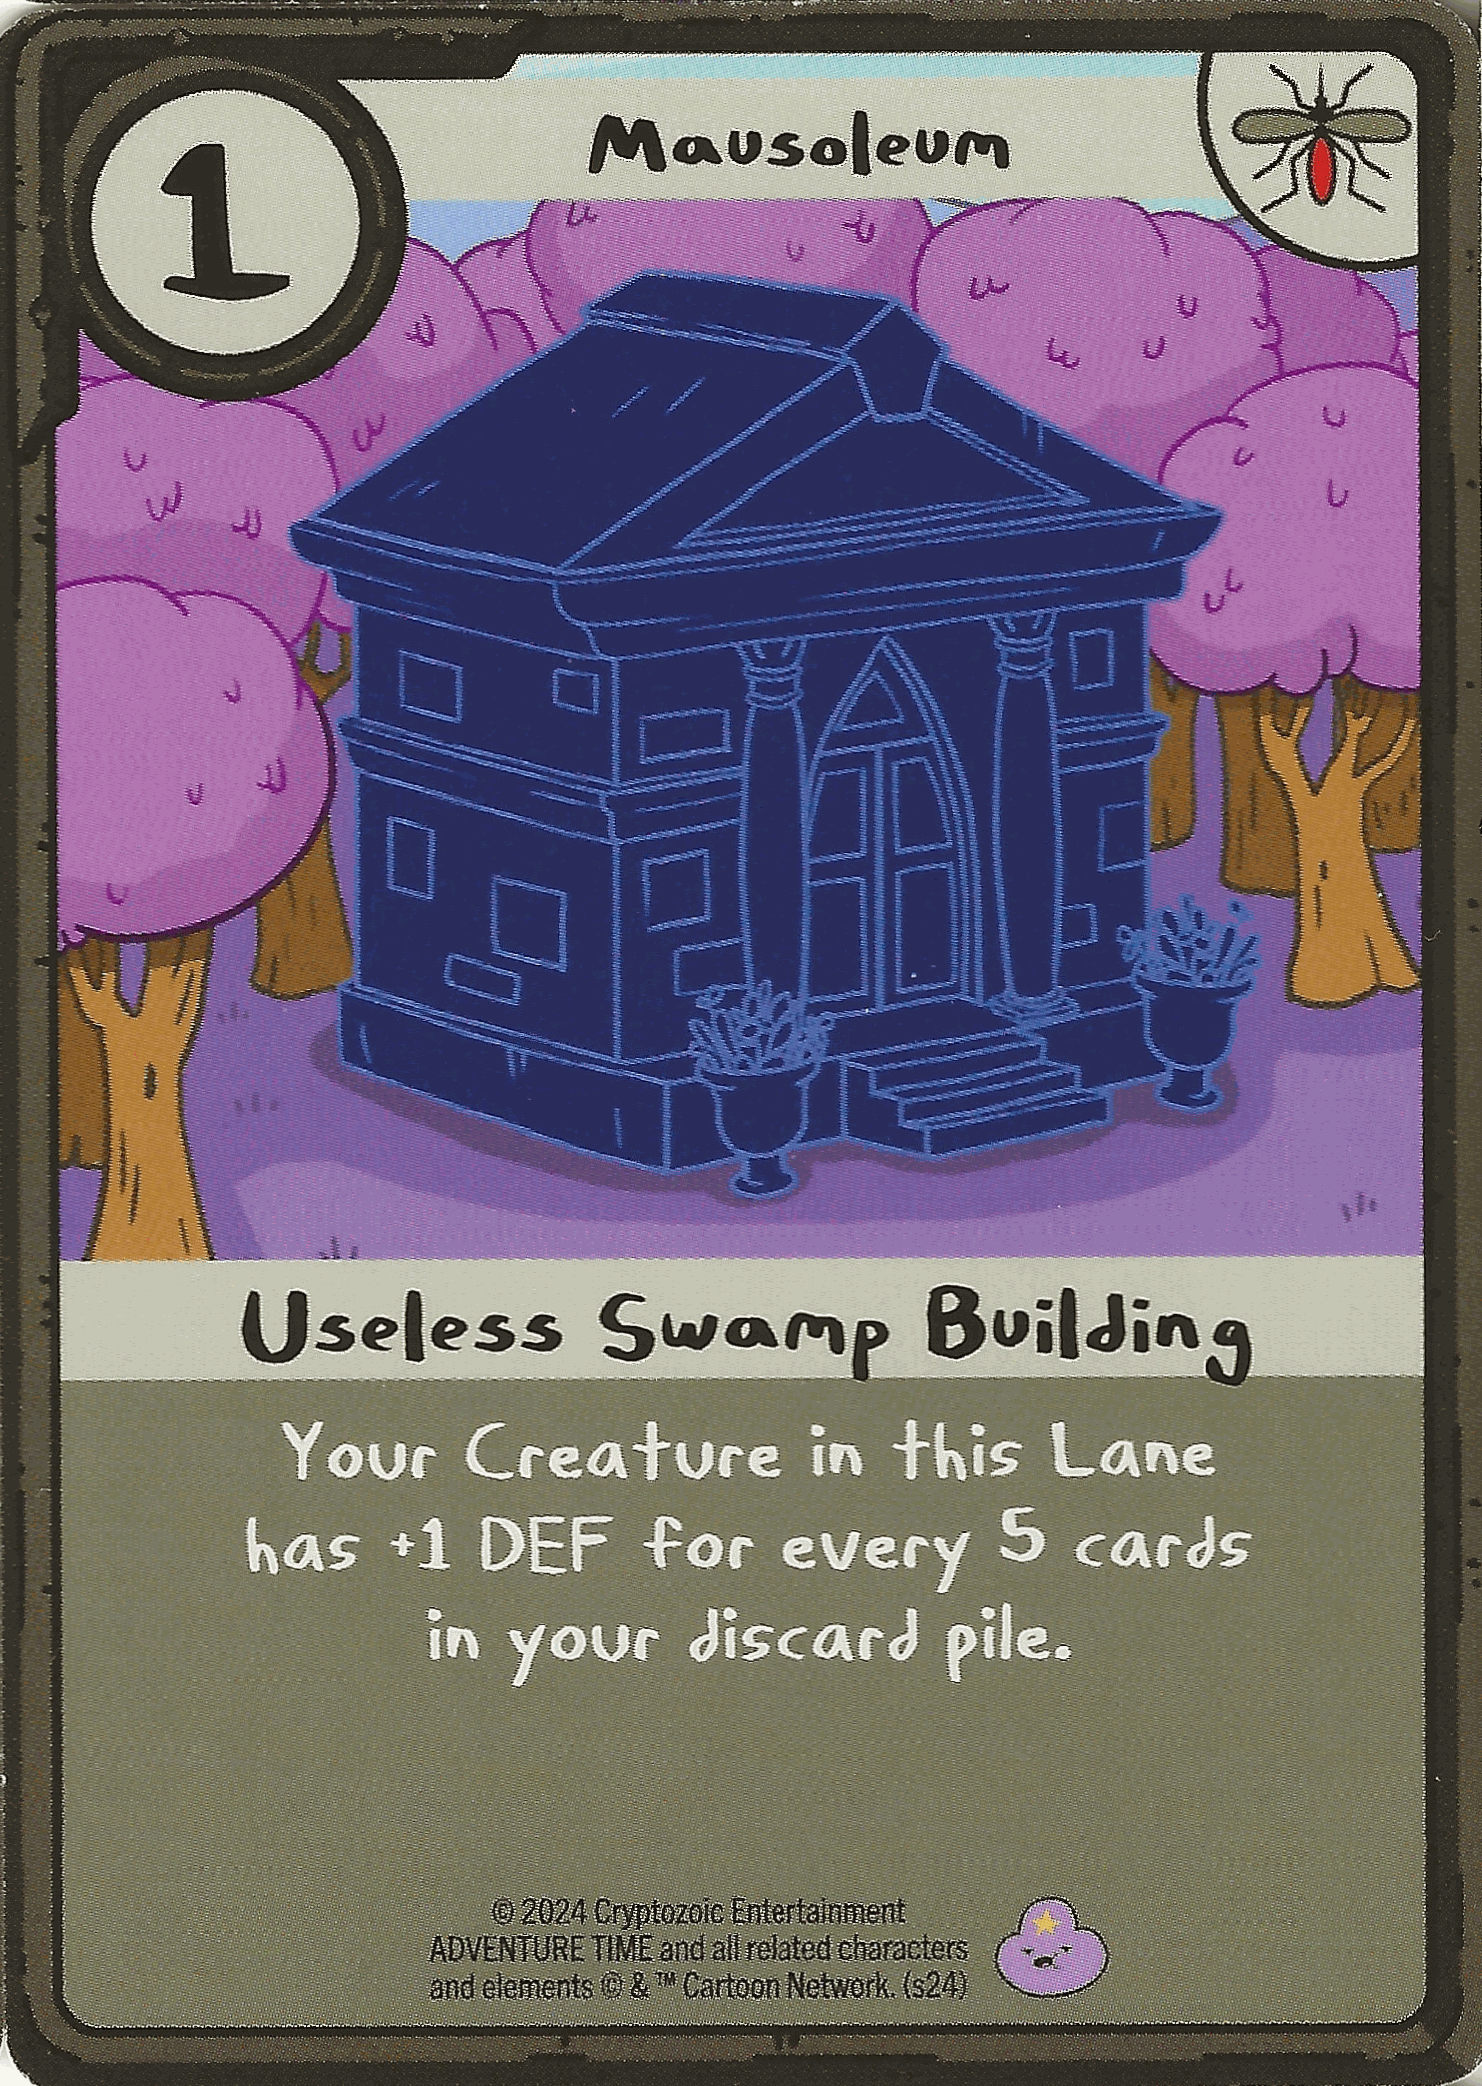 1
Mausoleum
Useless Swamp Building
Your Creature in this Lane
has +1 DEF for every 5 cards
in your discard pile.
© 2024 Cryptozoic Entertainment
ADVENTURE TIME and all related characters
and elements © & ™ Cartoon Network. (s24)